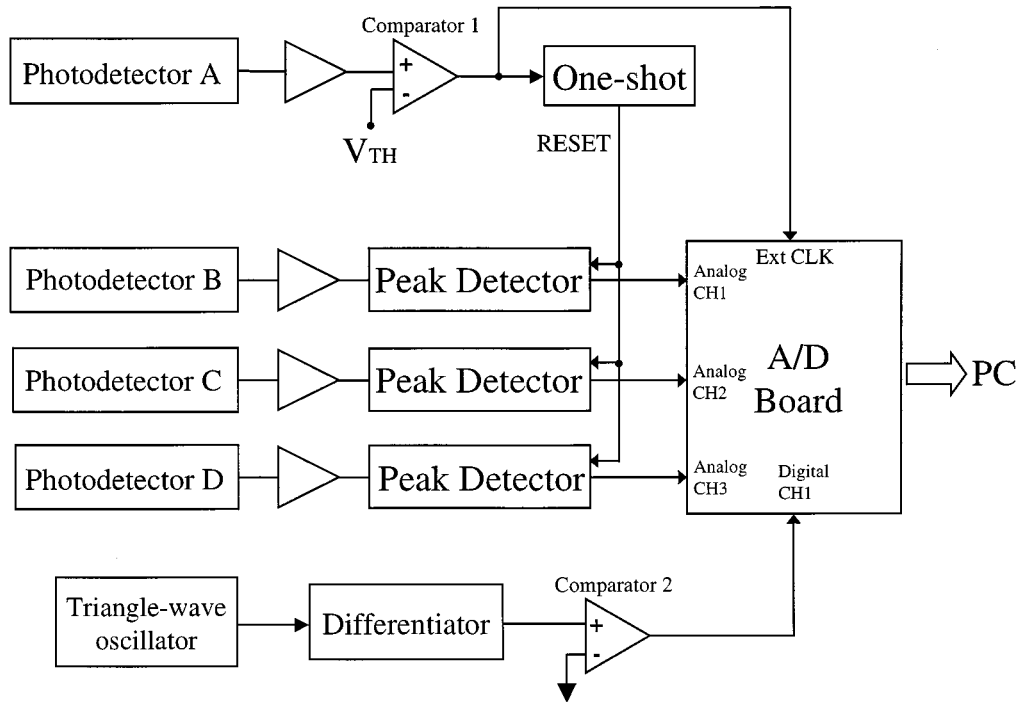 Comparator 1
Photodetector A
+
-
One-shot
VTH
RESET
Photodetector B
Peak Detector
Analog
CH1
Ext CLK
Photodetector C
Peak Detector
Analog
CH2
A/D
Board
PC
Photodetector D
Peak Detector
Analog
CH3
Digital
CH1
Comparator 2
Triangle-wave
oscillator
Differentiator
+
-